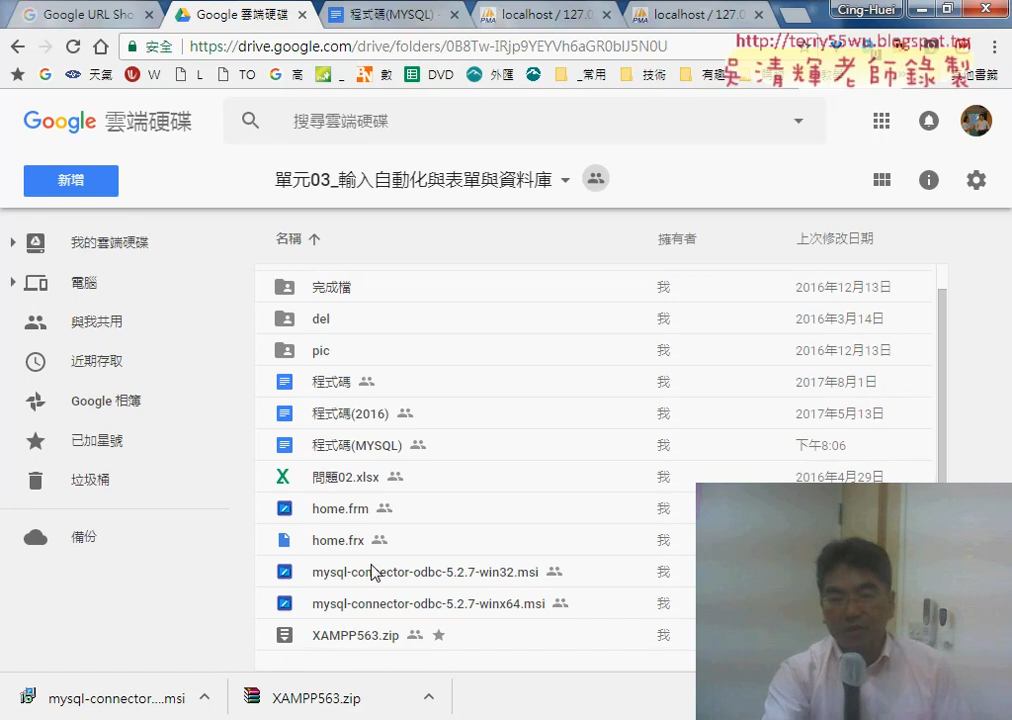 Google URL Sho
Google 雲端硬碟
程式碼(MYSQL) -
localhost / 127.0
localhost / 127.0
Cing-Huei
安全
https://drive.google.com/drive/folders/0B8Tw-IRjp9YEYVh6aGR0blJ5N0U
http://terry55wu.blogspot.tw
天氣
W
L
TO
高
_
數
DVD
外匯
_常用
技術
有趣
吳清輝老師錄製
Google 雲端硬碟
搜尋雲端硬碟
新增
單元03_輸入自動化與表單與資料庫
我的雲端硬碟
電腦
與我共用
近期存取
Google 相簿
已加星號
垃圾桶
備份
名稱
擁有者
上次修改日期
完成檔 我 2016年12月13日
del 我 2016年3月14日
pic 我 2016年12月13日
程式碼 我 2017年8月1日
程式碼(2016) 我 2017年5月13日
程式碼(MYSQL) 我 下午8:06
問題02.xlsx 我 2016年4月29日
home.frm 我
home.frx 我
mysql-connector-odbc-5.2.7-win32.msi 我
mysql-connector-odbc-5.2.7-winx64.msi 我
XAMPP563.zip 我
mysql-connector....msi
XAMPP563.zip